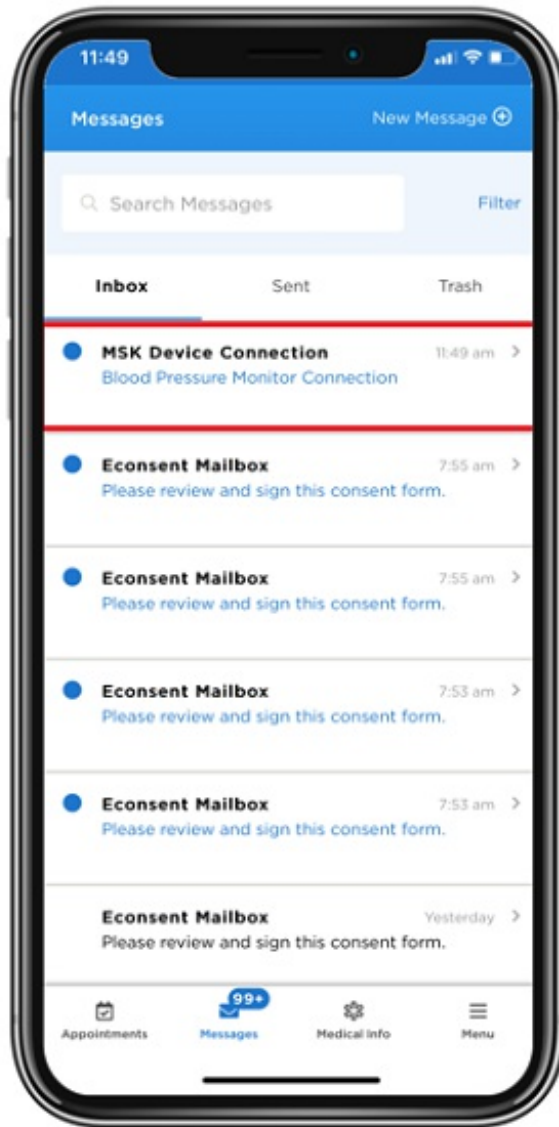 11:49
Messages New Message
Search Messages Filter
Inbox Sent Trash
MSK Device Connection 11:49 am
Blood Pressure Monitor Connection
Econsent Mailbox 7:55 am
Please review and sign this consent form.
Econsent Mailbox 7:55 am
Please review and sign this consent form.
Econsent Mailbox 7:53 am
Please review and sign this consent form.
Econsent Mailbox 7:53 am
Please review and sign this consent form.
Econsent Mailbox Yesterday
Please review and sign this consent form.
99+
Appointments Messages Medical Info Menu